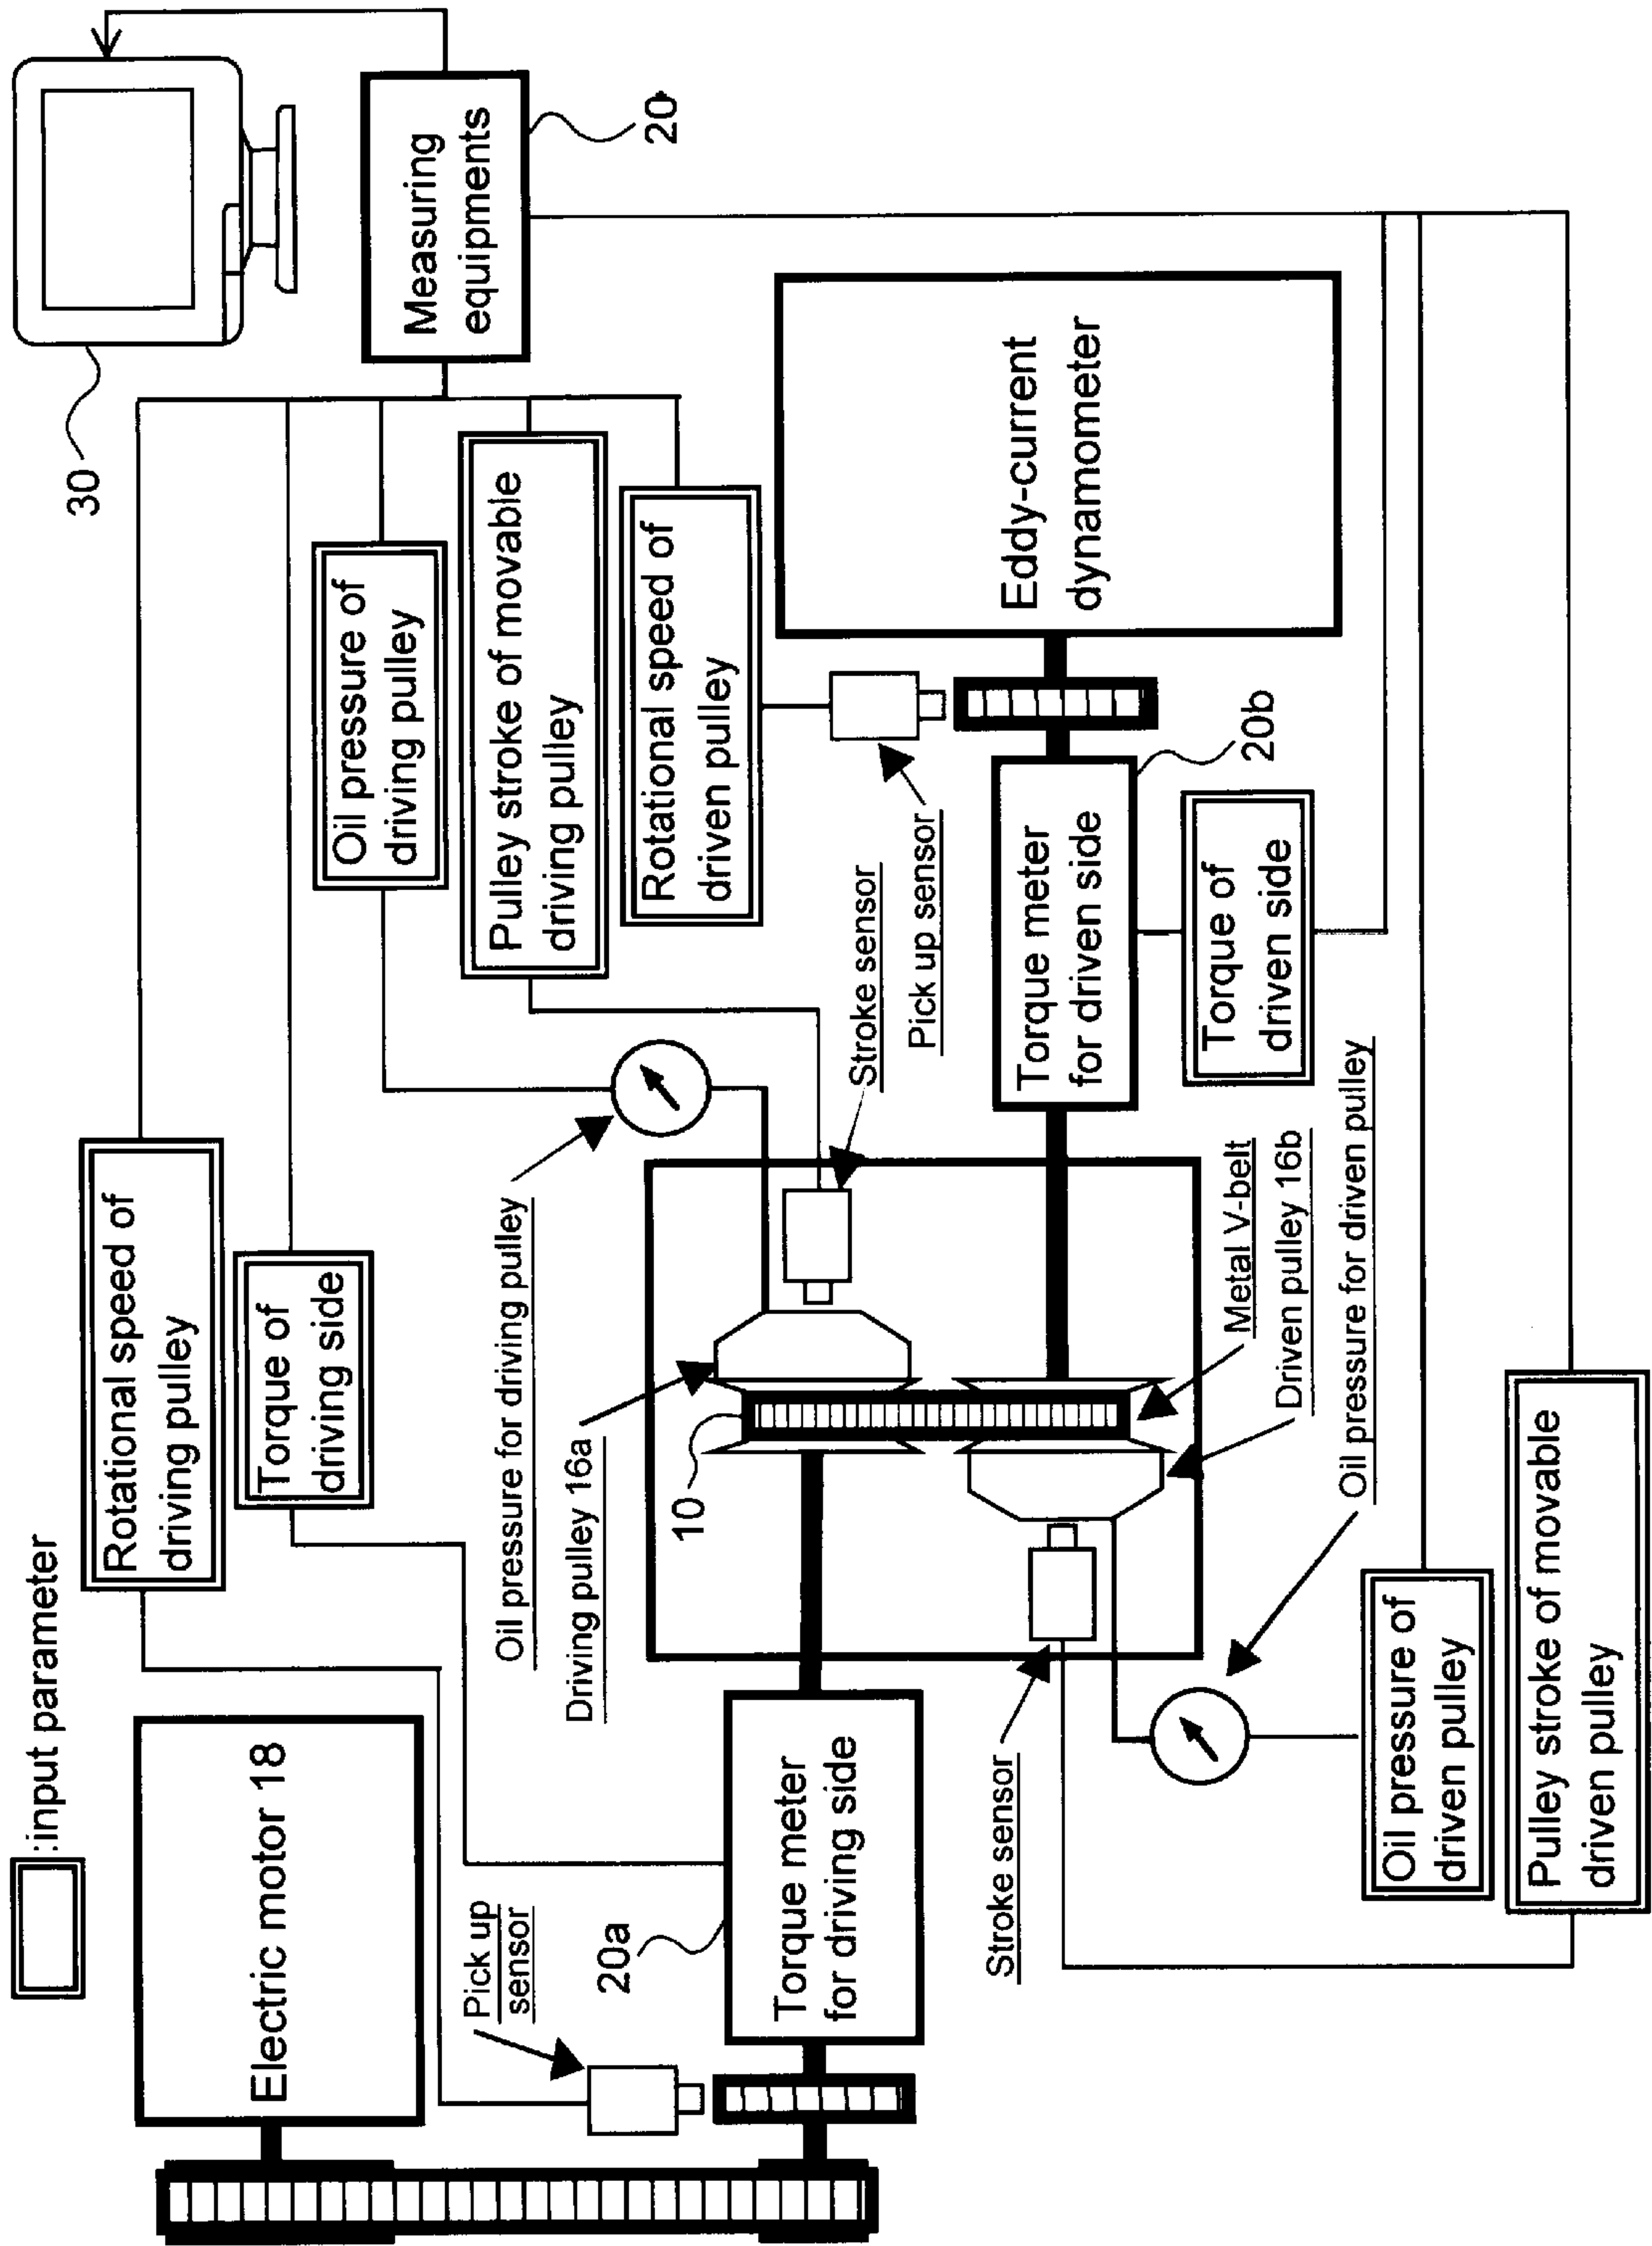 :input parameter
Electric motor 18
Rotational speed of
driving pulley
Torque of
driving side
Oil pressure of
driving pulley
Pulley stroke of movable
driving pulley
Rotational speed of
driven pulley
Measuring
equipments
20
30
Pick up
sensor
20a
Torque meter
for driving side
Oil pressure for driving pulley
Driving pulley 16a
10
Stroke sensor
Pick up sensor
Eddy-current
dynamometer
Torque meter
for driven side
20b
Torque of
driven side
Stroke sensor
Metal V-belt
Driven pulley 16b
Oil pressure for driven pulley
Oil pressure of
driven pulley
Pulley stroke of movable
driven pulley